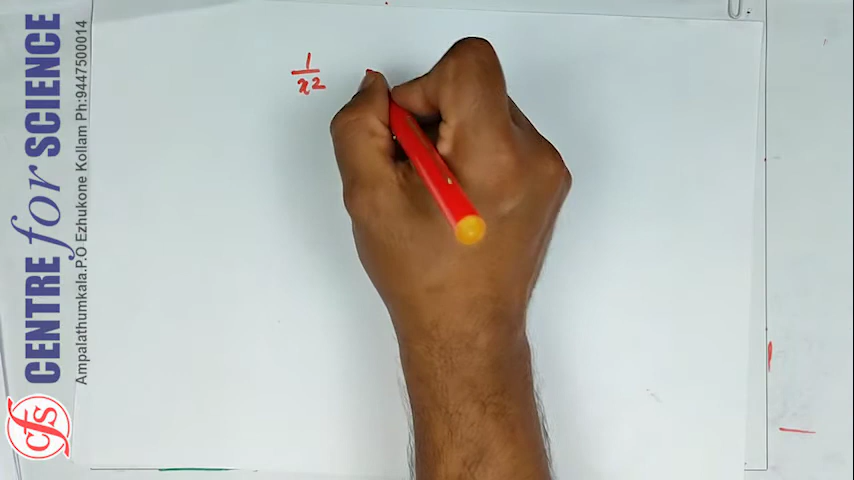 CENTRE for SCIENCE
Ampalathumkala.P.O Ezhukone Kollam Ph:9447500014
cfs
1
x2